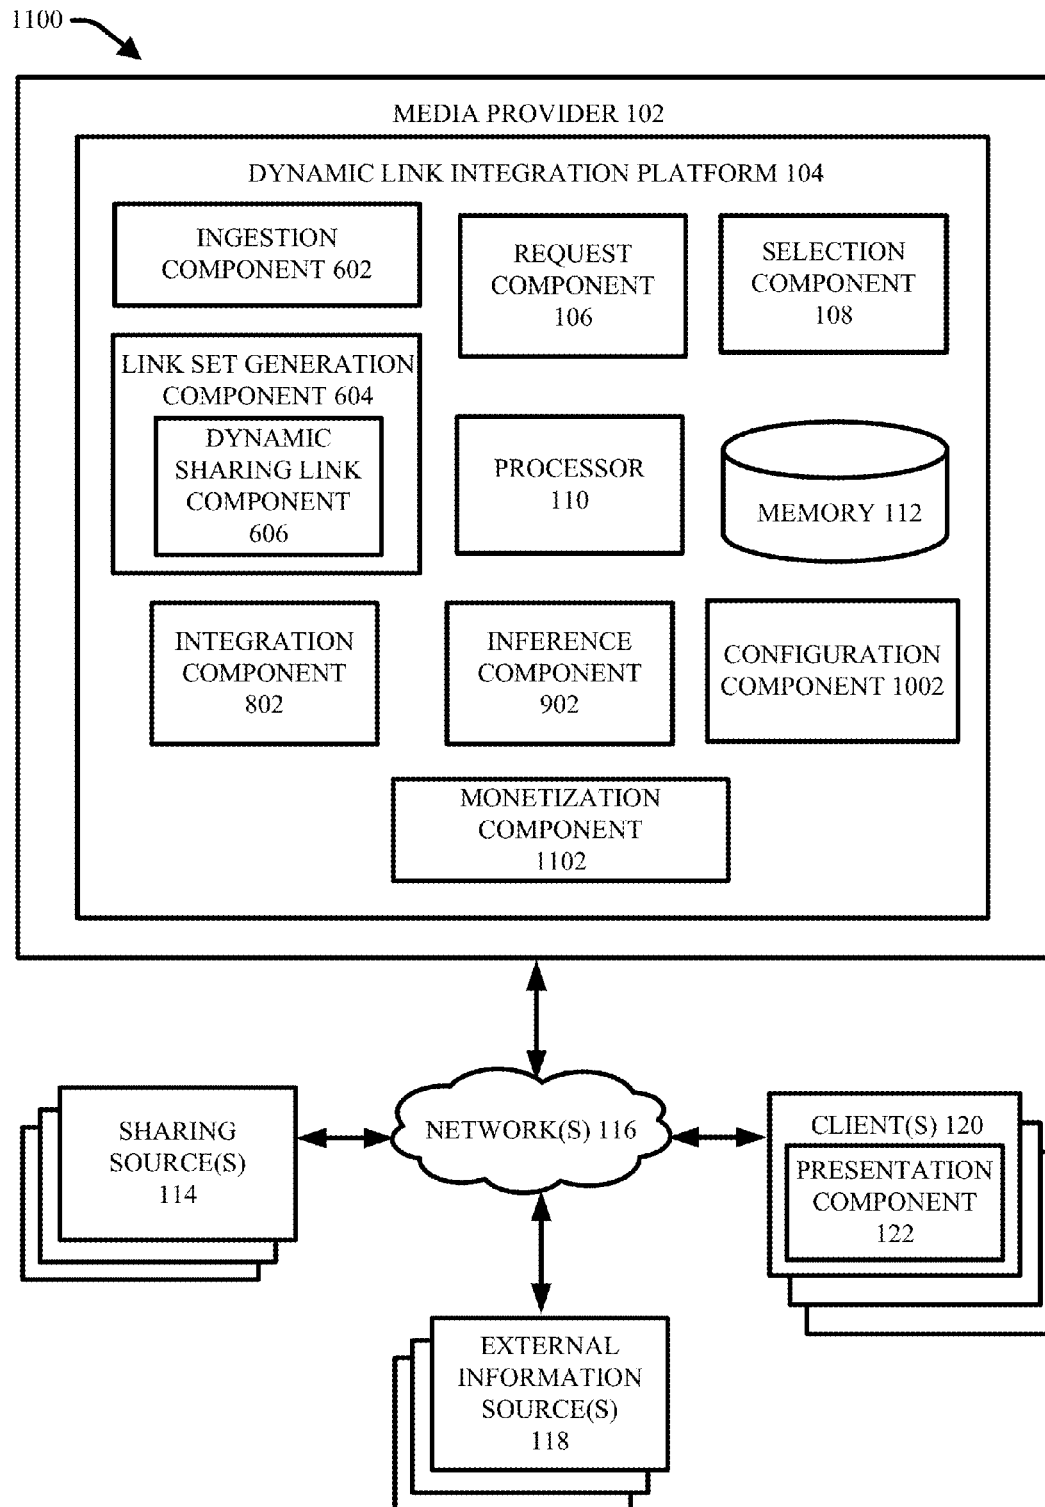 1100
MEDIA PROVIDER 102
DYNAMIC LINK INTEGRATION PLATFORM 104
INGESTION
COMPONENT 602
REQUEST
COMPONENT
106
SELECTION
COMPONENT
108
LINK SET GENERATION
COMPONENT 604
DYNAMIC
SHARING LINK
COMPONENT
606
PROCESSOR
110
MEMORY 112
INTEGRATION
COMPONENT
802
INFERENCE
COMPONENT
902
CONFIGURATION
COMPONENT 1002
MONETIZATION
COMPONENT
1102
SHARING
SOURCE(S)
114
NETWORK(S) 116
CLIENT(S) 120
PRESENTATION
COMPONENT
122
EXTERNAL
INFORMATION
SOURCE(S)
118